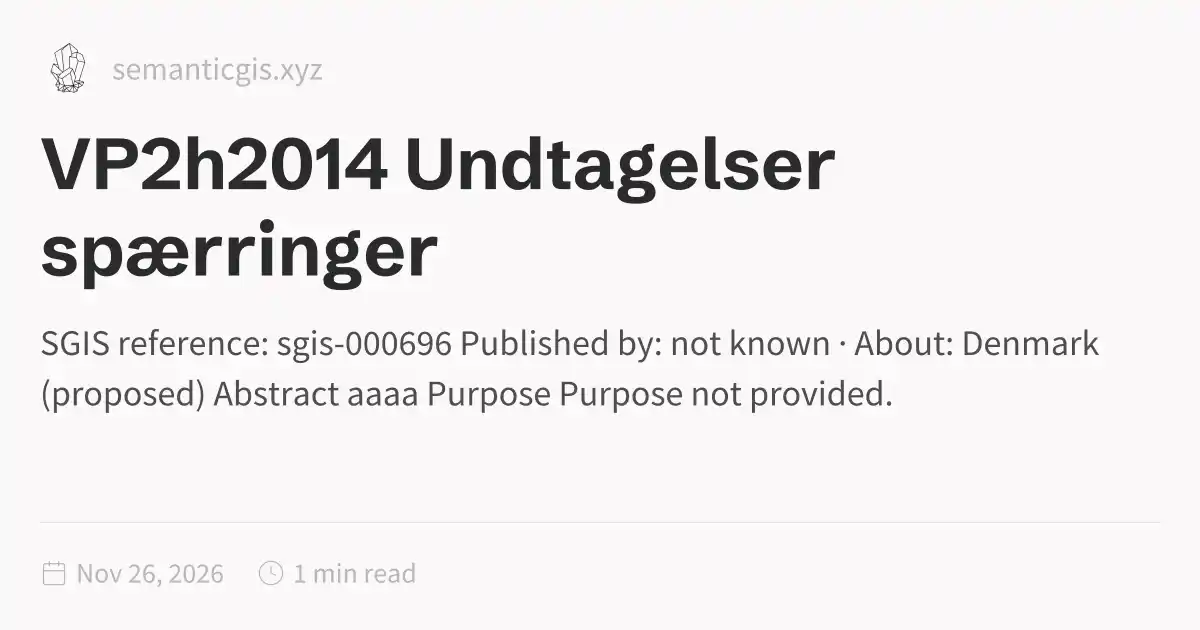 semanticgis.xyz
VP2h2014 Undtagelser
spærringer
SGIS reference: sgis-000696 Published by: not known · About: Denmark
(proposed) Abstract aaaa Purpose Purpose not provided.
Nov 26, 2026 1 min read